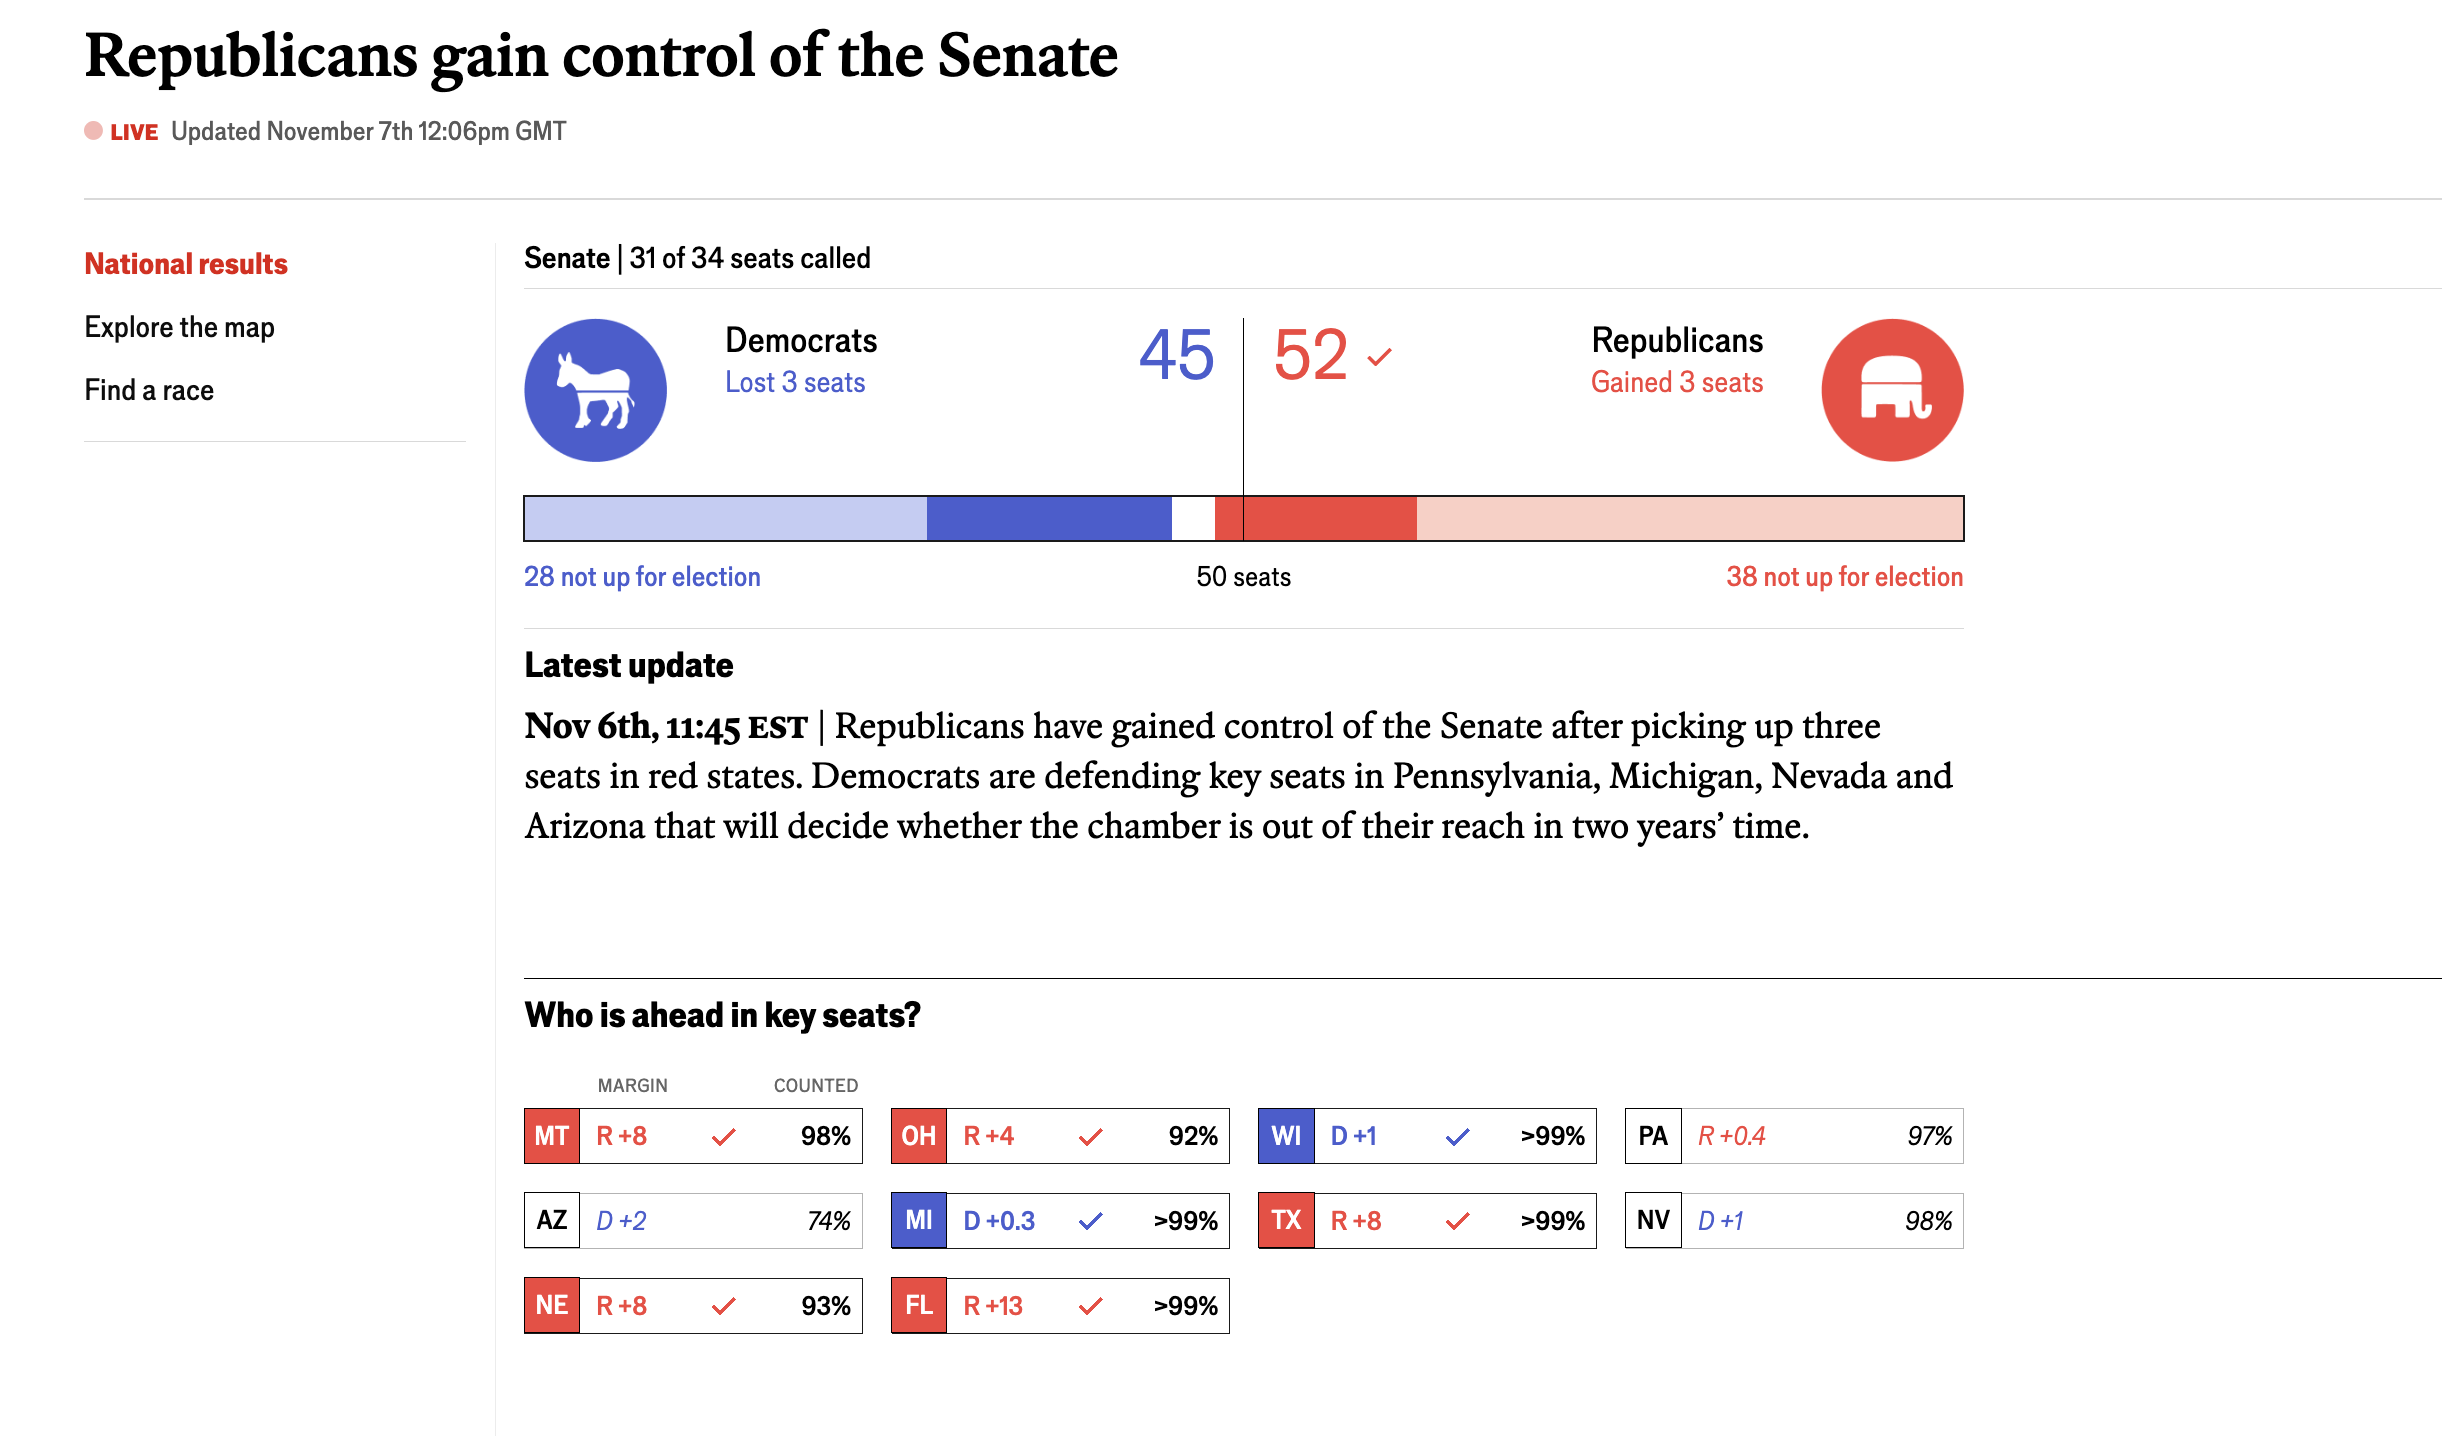 Republicans gain control of the Senate
LIVE Updated November 7th 12:06pm GMT
National results
Explore the map
Find a race
Senate | 31 of 34 seats called
Democrats
Lost 3 seats
45
52
Republicans
Gained 3 seats
28 not up for election
50 seats
38 not up for election
Latest update
Nov 6th, 11:45 EST | Republicans have gained control of the Senate after picking up three
seats in red states. Democrats are defending key seats in Pennsylvania, Michigan, Nevada and
Arizona that will decide whether the chamber is out of their reach in two years’ time.
Who is ahead in key seats?
MARGIN COUNTED
MT R +8 ✓ 98%
OH R +4 ✓ 92%
WI D +1 ✓ >99%
PA R +0.4 97%
AZ D +2 74%
MI D +0.3 ✓ >99%
TX R +8 ✓ >99%
NV D +1 98%
NE R +8 ✓ 93%
FL R +13 ✓ >99%